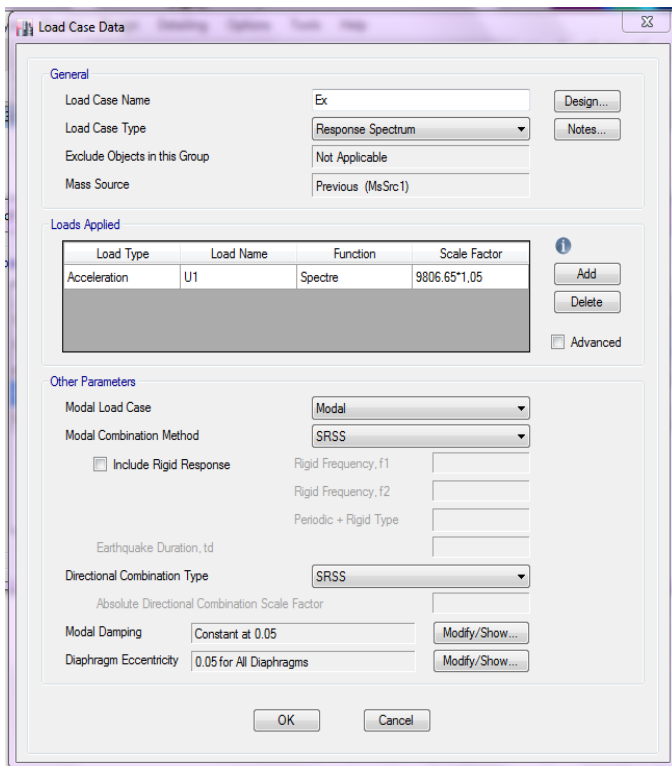 Load Case Data
Detailing Options Tools Help
General
Load Case Name Ex Design...
Load Case Type Response Spectrum Notes...
Exclude Objects in this Group Not Applicable
Mass Source Previous (MsSrc1)
Loads Applied
Load Type Load Name Function Scale Factor
Acceleration U1 Spectre 9806.65*1,05 Add
Delete
Advanced
Other Parameters
Modal Load Case Modal
Modal Combination Method SRSS
Include Rigid Response Rigid Frequency, f1
Rigid Frequency, f2
Periodic + Rigid Type
Earthquake Duration, td
Directional Combination Type SRSS
Absolute Directional Combination Scale Factor
Modal Damping Constant at 0.05 Modify/Show...
Diaphragm Eccentricity 0.05 for All Diaphragms Modify/Show...
OK Cancel